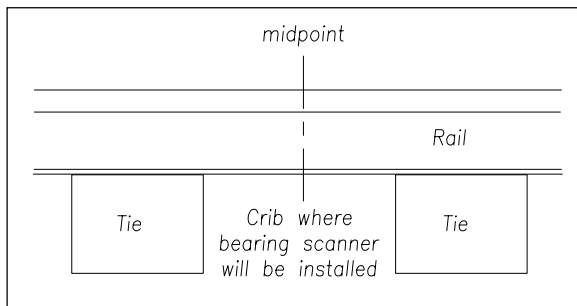 midpoint
Rail
Tie
Crib where
bearing scanner
will be installed
Tie